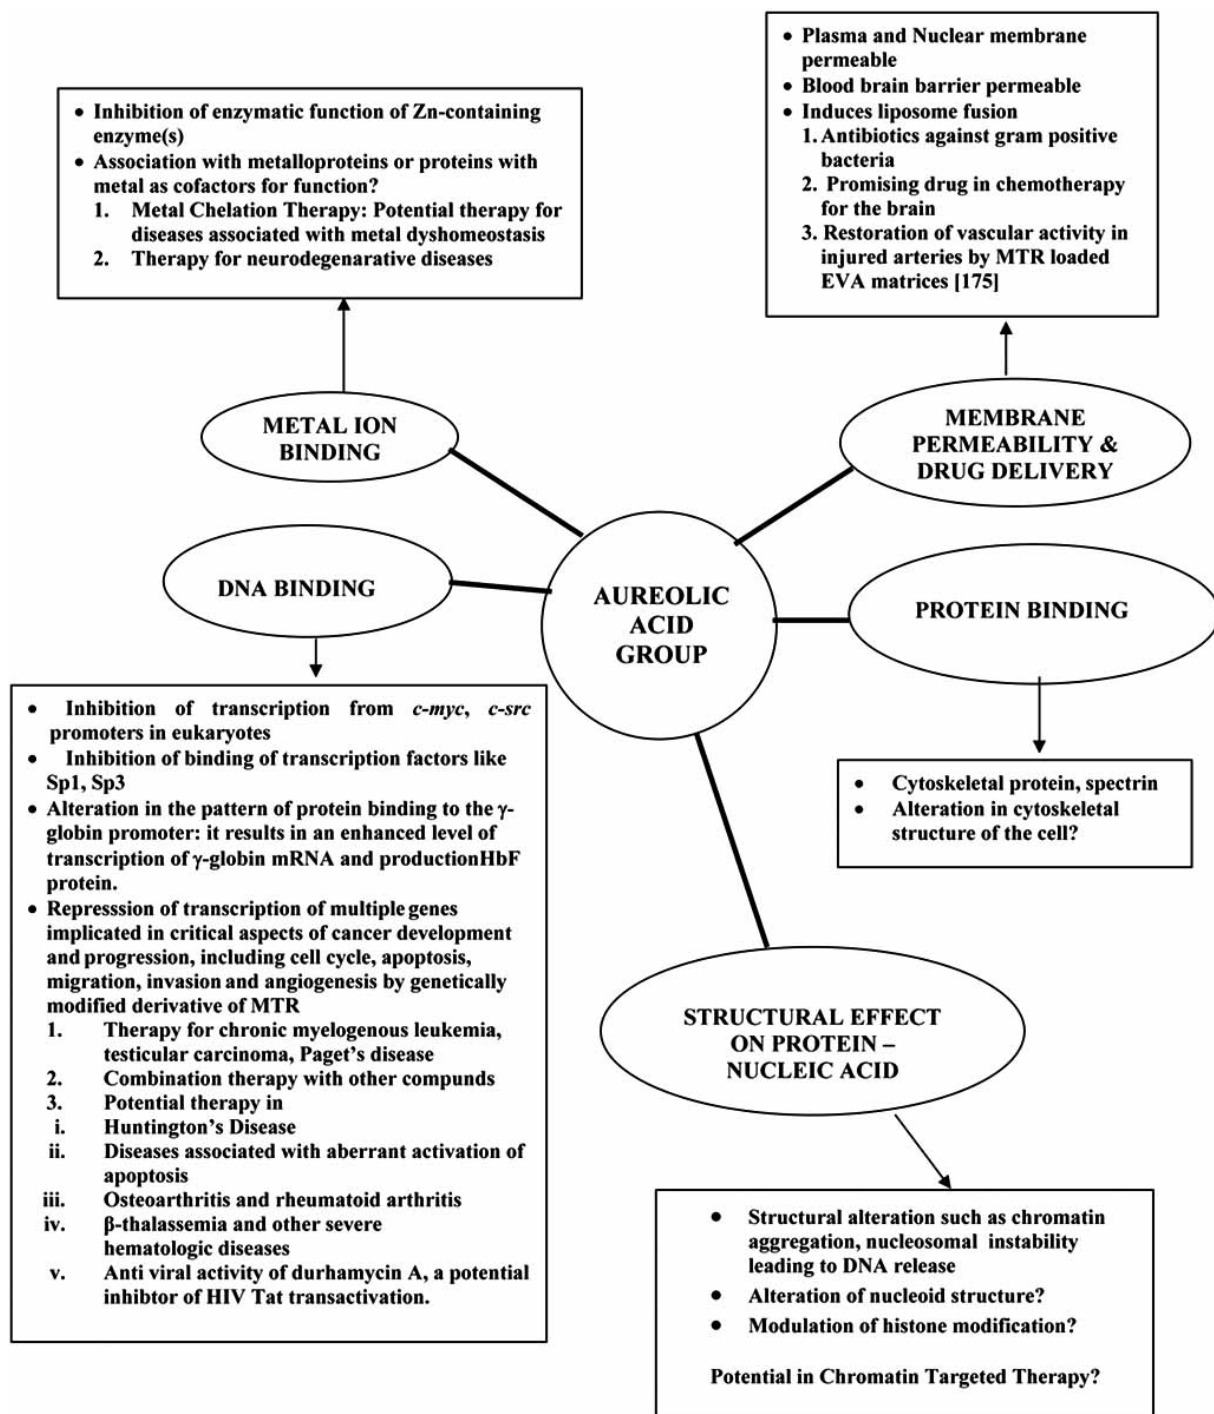 • Plasma and Nuclear membrane
permeable
• Blood brain barrier permeable
• Induces liposome fusion
1. Antibiotics against gram positive
bacteria
2. Promising drug in chemotherapy
for the brain
3. Restoration of vascular activity in
injured arteries by MTR loaded
EVA matrices [175]
• Inhibition of enzymatic function of Zn-containing
enzyme(s)
• Association with metalloproteins or proteins with
metal as cofactors for function?
1. Metal Chelation Therapy: Potential therapy for
diseases associated with metal dyshomeostasis
2. Therapy for neurodegenarative diseases
METAL ION
BINDING
MEMBRANE
PERMEABILITY &
DRUG DELIVERY
DNA BINDING
AUREOLIC
ACID
GROUP
PROTEIN BINDING
• Inhibition of transcription from c-myc, c-src
promoters in eukaryotes
• Inhibition of binding of transcription factors like
Sp1, Sp3
• Alteration in the pattern of protein binding to the γ-
globin promoter: it results in an enhanced level of
transcription of γ-globin mRNA and productionHbF
protein.
• Represssion of transcription of multiple genes
implicated in critical aspects of cancer development
and progression, including cell cycle, apoptosis,
migration, invasion and angiogenesis by genetically
modified derivative of MTR
1. Therapy for chronic myelogenous leukemia,
testicular carcinoma, Paget's disease
2. Combination therapy with other compunds
3. Potential therapy in
i. Huntington's Disease
ii. Diseases associated with aberrant activation of
apoptosis
iii. Osteoarthritis and rheumatoid arthritis
iv. β-thalassemia and other severe
hematologic diseases
v. Anti viral activity of durhamycin A, a potential
inhibtor of HIV Tat transactivation.
• Cytoskeletal protein, spectrin
• Alteration in cytoskeletal
structure of the cell?
STRUCTURAL EFFECT
ON PROTEIN –
NUCLEIC ACID
• Structural alteration such as chromatin
aggregation, nucleosomal instability
leading to DNA release
• Alteration of nucleoid structure?
• Modulation of histone modification?
Potential in Chromatin Targeted Therapy?